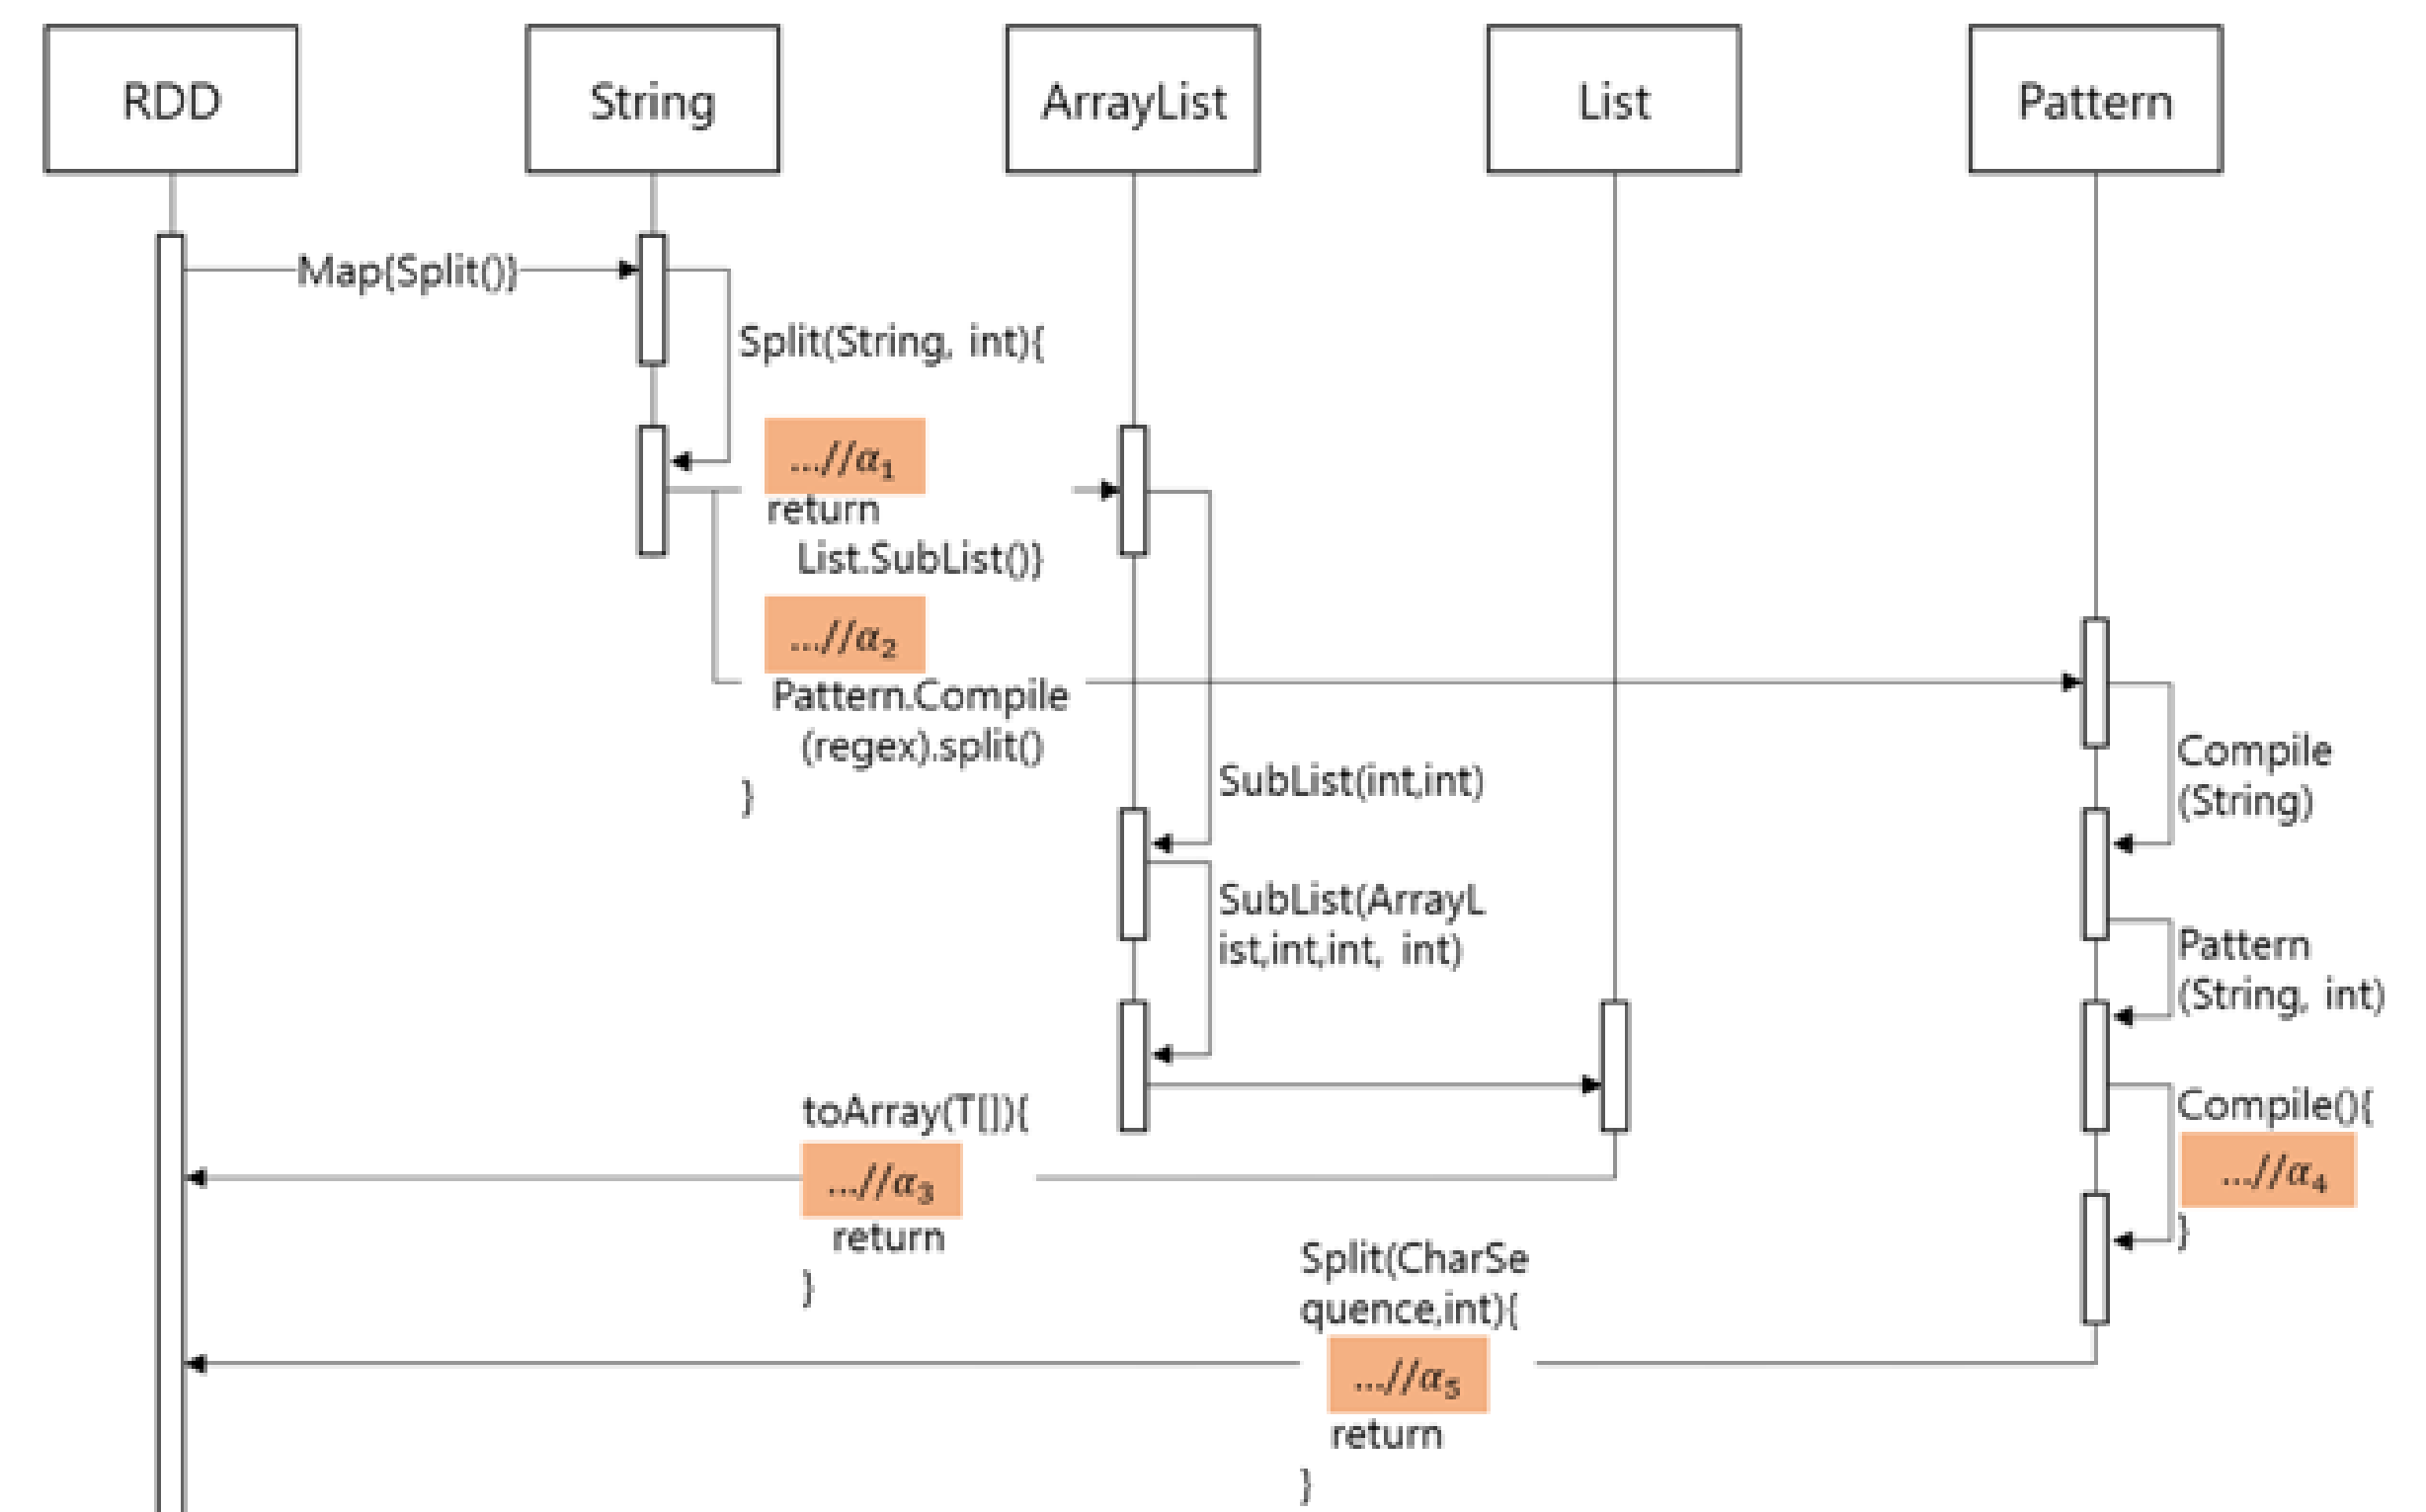 RDD
String
ArrayList
List
Pattern
Map{Split()}
Split(String, int){
...//α₁
return
List.SubList()}
...//α₂
Pattern.Compile
(regex).split()
}
SubList(int,int)
Compile
(String)
SubList(ArrayL
ist,int,int, int)
Pattern
(String, int)
toArray(T[]){
...//α₃
return
}
Compile(){
...//α₄
}
Split(CharSe
quence,int){
...//α₅
return
}